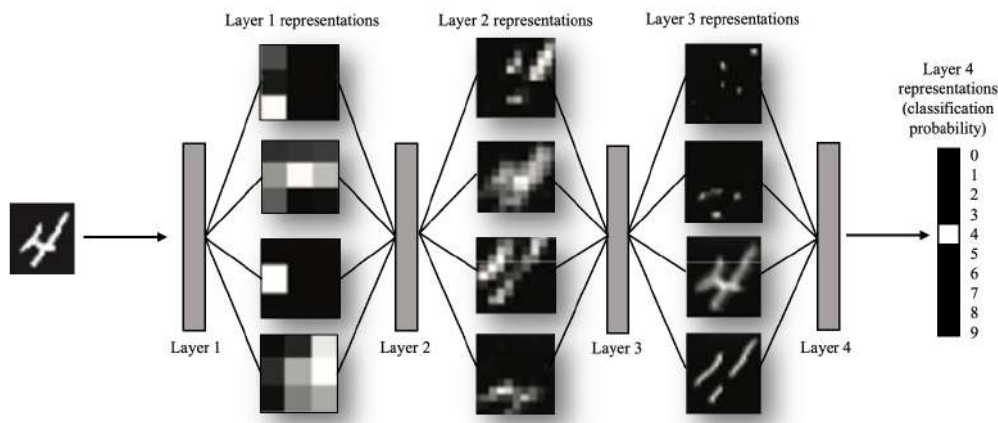 Layer 1 representations
Layer 2 representations
Layer 3 representations
Layer 4
representations
(classification
probability)
0
1
2
3
4
5
6
7
8
9
Layer 1
Layer 2
Layer 3
Layer 4